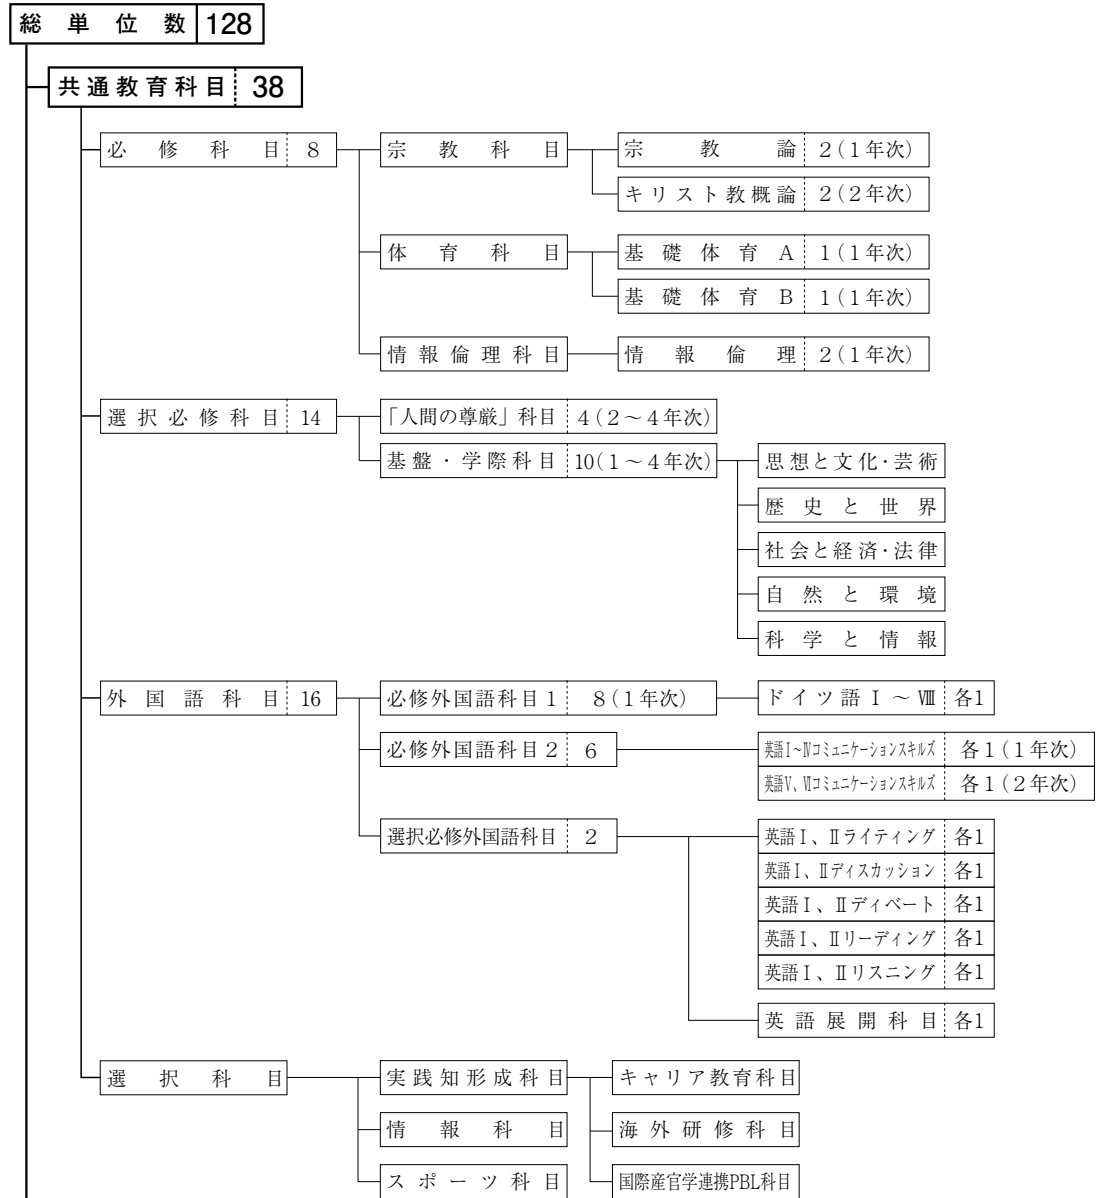 総単位数 128
共通教育科目 38
必修科目 8 宗教科目 宗教論 2(1年次)
キリスト教概論 2(2年次)
体育科目 基礎体育A 1(1年次)
基礎体育B 1(1年次)
情報倫理科目 情報倫理 2(1年次)
選択必修科目 14 「人間の尊厳」科目 4(2~4年次)
基盤・学際科目 10(1~4年次) 思想と文化・芸術
歴史と世界
社会と経済・法律
自然と環境
科学と情報
外国語科目 16 必修外国語科目1 8(1年次) ドイツ語Ⅰ~Ⅷ 各1
必修外国語科目2 6 英語Ⅰ~Ⅳコミュニケーションスキルズ 各1(1年次)
英語Ⅴ、Ⅵコミュニケーションスキルズ 各1(2年次)
選択必修外国語科目 2 英語Ⅰ、Ⅱライティング 各1
英語Ⅰ、Ⅱディスカッション 各1
英語Ⅰ、Ⅱディベート 各1
英語Ⅰ、Ⅱリーディング 各1
英語Ⅰ、Ⅱリスニング 各1
英語展開科目 各1
選択科目 実践知形成科目 キャリア教育科目
情報科目 海外研修科目
スポーツ科目 国際産官学連携PBL科目